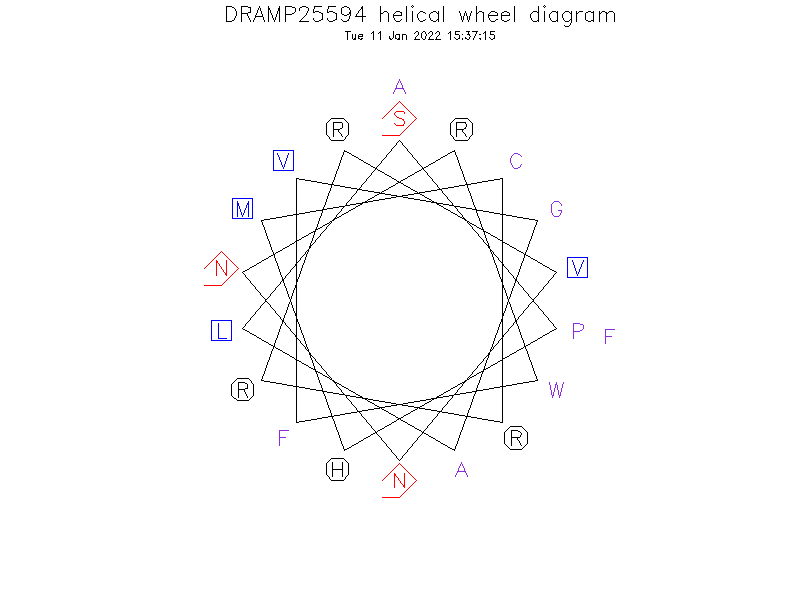 DRAMP25594 helical wheel diagram
Tue 11 Jan 2022 15:37:15
A
S
R R
V C
M G
N V
L P F
R W
F R
H A
N